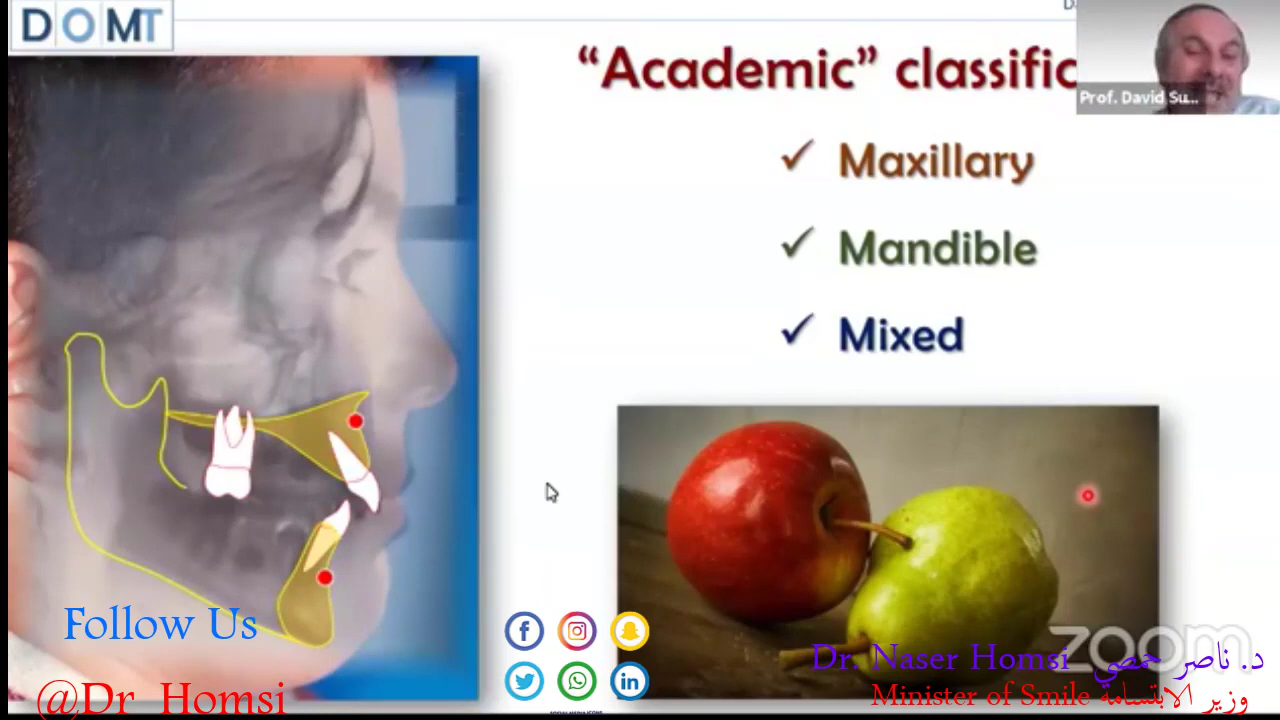 DOMT
D
“Academic” classific
Prof. David Su...
✓ Maxillary
✓ Mandible
✓ Mixed
Follow Us
@Dr_Homsi
zoom
Dr. Naser Homsi د. ناصر حمصي
Minister of Smile وزير الابتسامة